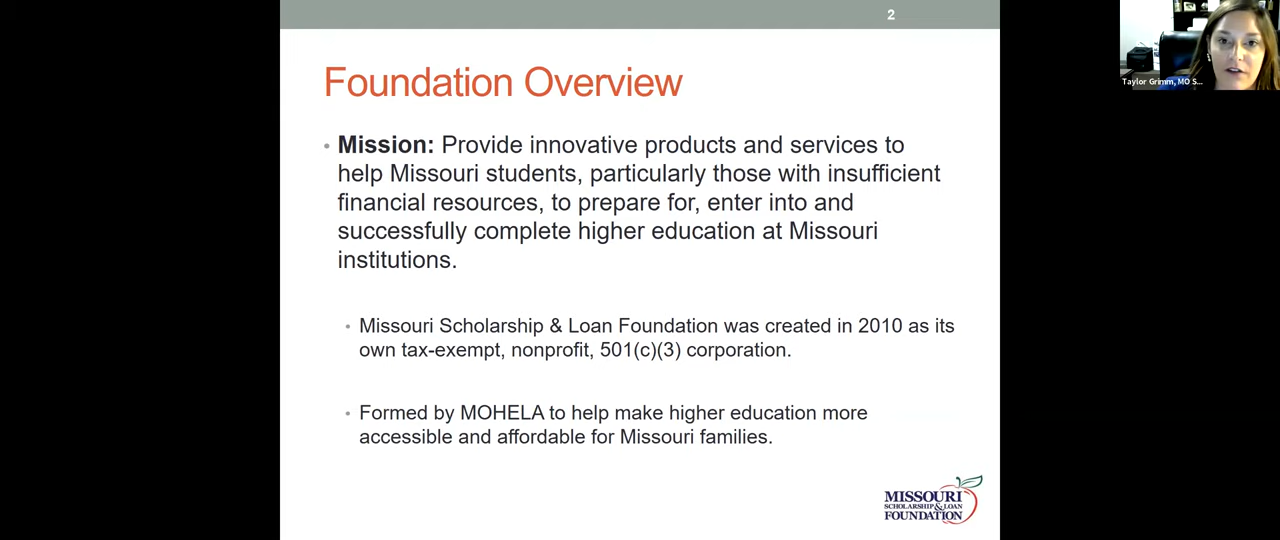 2
Foundation Overview
• Mission: Provide innovative products and services to
help Missouri students, particularly those with insufficient
financial resources, to prepare for, enter into and
successfully complete higher education at Missouri
institutions.
• Missouri Scholarship & Loan Foundation was created in 2010 as its
own tax-exempt, nonprofit, 501(c)(3) corporation.
• Formed by MOHELA to help make higher education more
accessible and affordable for Missouri families.
MISSOURI
SCHOLARSHIP & LOAN
FOUNDATION
Taylor Grimm, MO S...